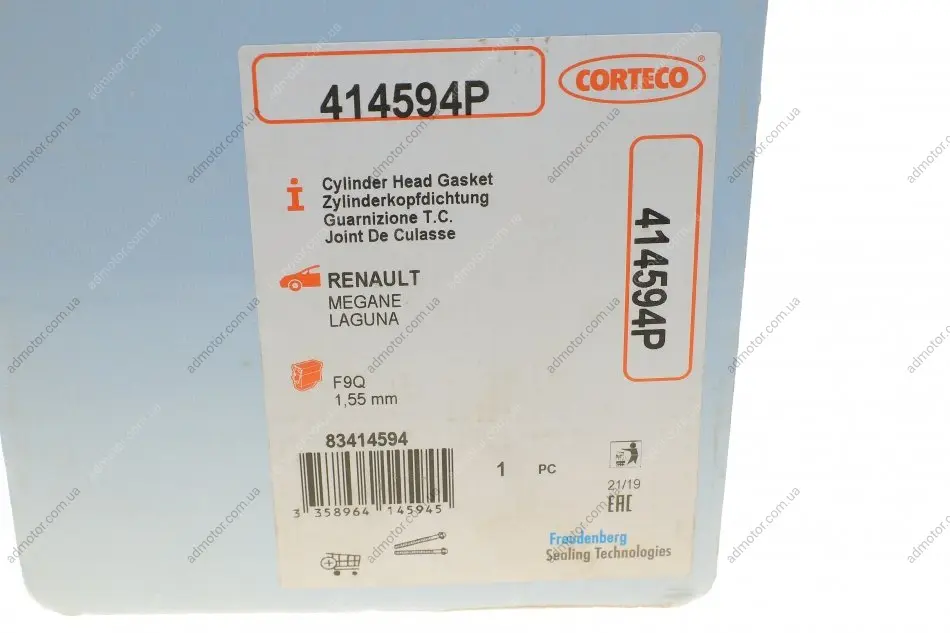 414594P
CORTECO®
Cylinder Head Gasket
Zylinderkopfdichtung
Guarnizione T.C.
Joint De Culasse
RENAULT
MEGANE
LAGUNA
414594P
F9Q
1,55 mm
83414594
3 358964 145945
1 PC
21/19
EAC
Freudenberg
Sealing Technologies
admotor.com.ua